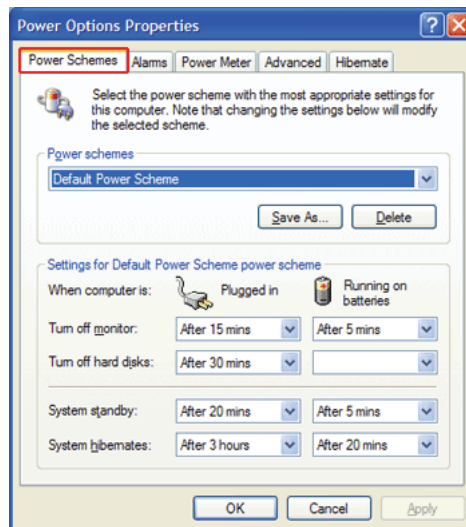 Power Options Properties
Power Schemes Alarms Power Meter Advanced Hibernate
Select the power scheme with the most appropriate settings for
this computer. Note that changing the settings below will modify
the selected scheme.
Power schemes
Default Power Scheme
Save As... Delete
Settings for Default Power Scheme power scheme
When computer is: Plugged in Running on
batteries
Turn off monitor: After 15 mins After 5 mins
Turn off hard disks: After 30 mins
System standby: After 20 mins After 5 mins
System hibernates: After 3 hours After 20 mins
OK Cancel Apply